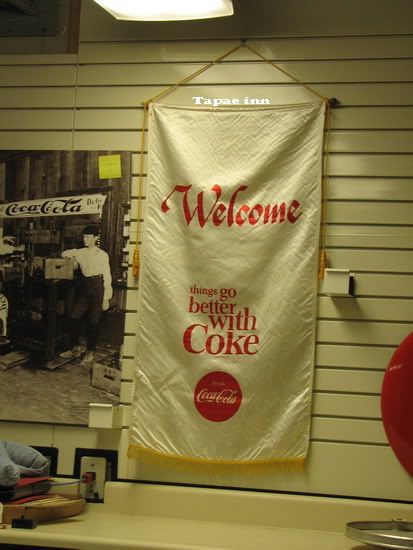 Tapae inn
Welcome
things go
better
with
Coke
Drink
Coca-Cola
Coca-Cola